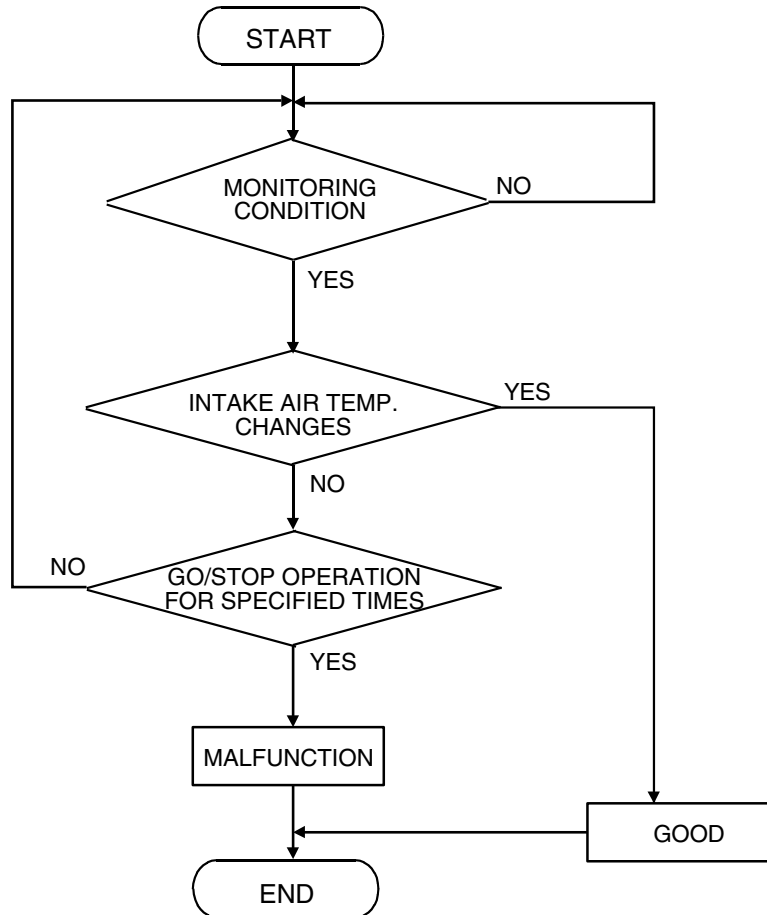 START
MONITORING
CONDITION
NO
YES
INTAKE AIR TEMP.
CHANGES
YES
NO
GO/STOP OPERATION
FOR SPECIFIED TIMES
NO
YES
MALFUNCTION
GOOD
END